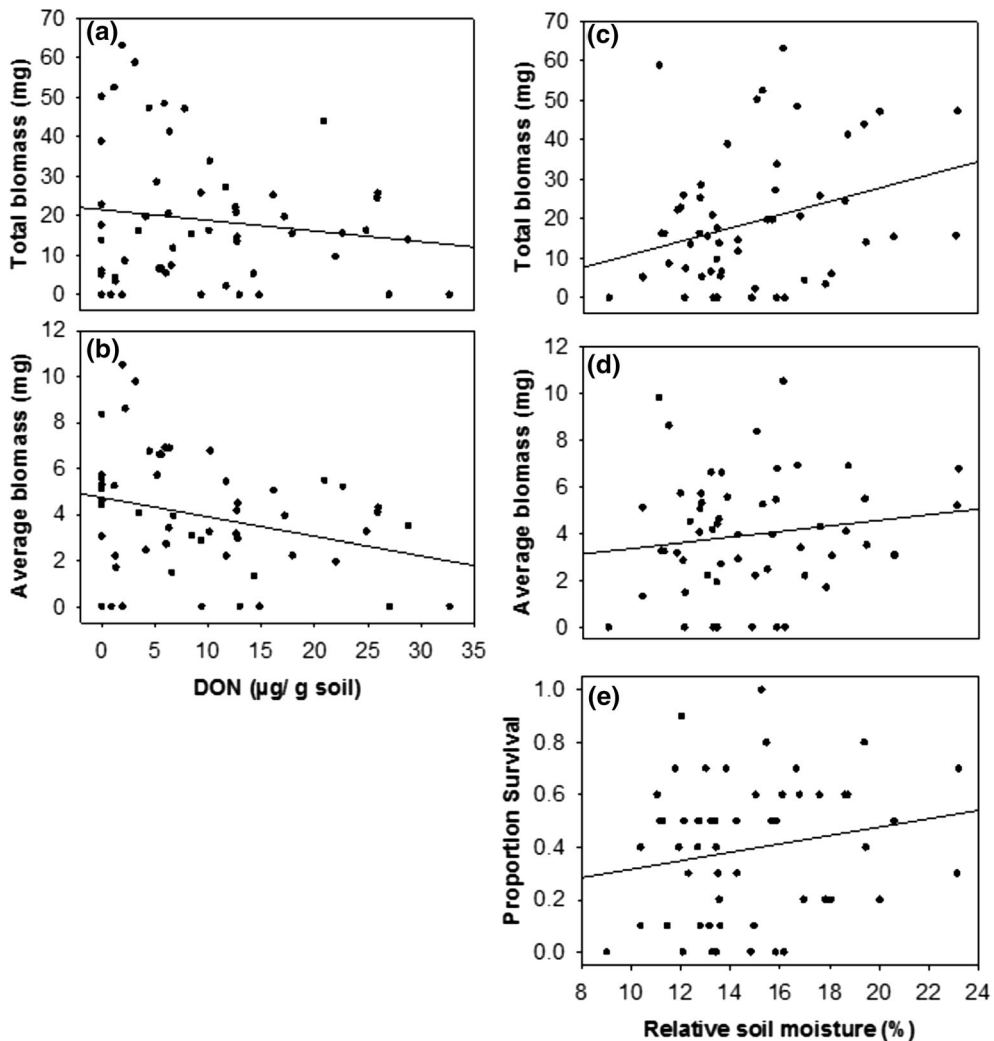 (a)
Total biomass (mg)
70
60
50
40
30
20
10
0
(b)
Average biomass (mg)
12
10
8
6
4
2
0
0 5 10 15 20 25 30 35
DON (µg/ g soil)
(c)
Total biomass (mg)
70
60
50
40
30
20
10
0
(d)
Average biomass (mg)
12
10
8
6
4
2
0
(e)
Proportion Survival
1.0
0.8
0.6
0.4
0.2
0.0
8 10 12 14 16 18 20 22 24
Relative soil moisture (%)